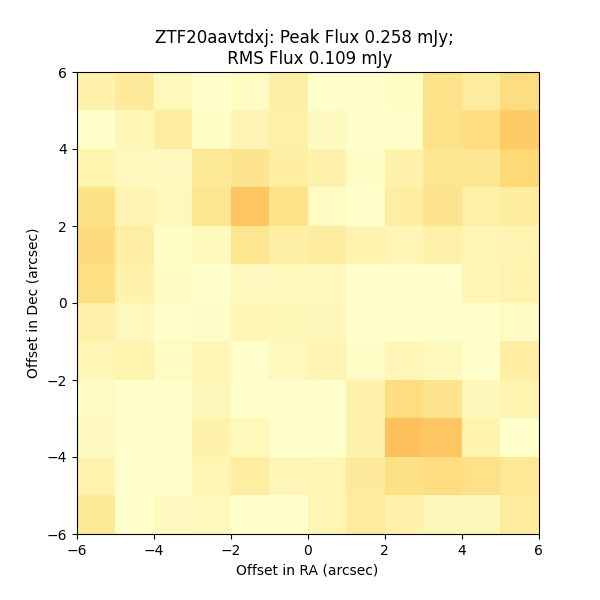 ZTF20aavtdxj: Peak Flux 0.258 mJy;
RMS Flux 0.109 mJy
6
4
2
0
−2
−4
−6
Offset in Dec (arcsec)
−6 −4 −2 0 2 4 6
Offset in RA (arcsec)